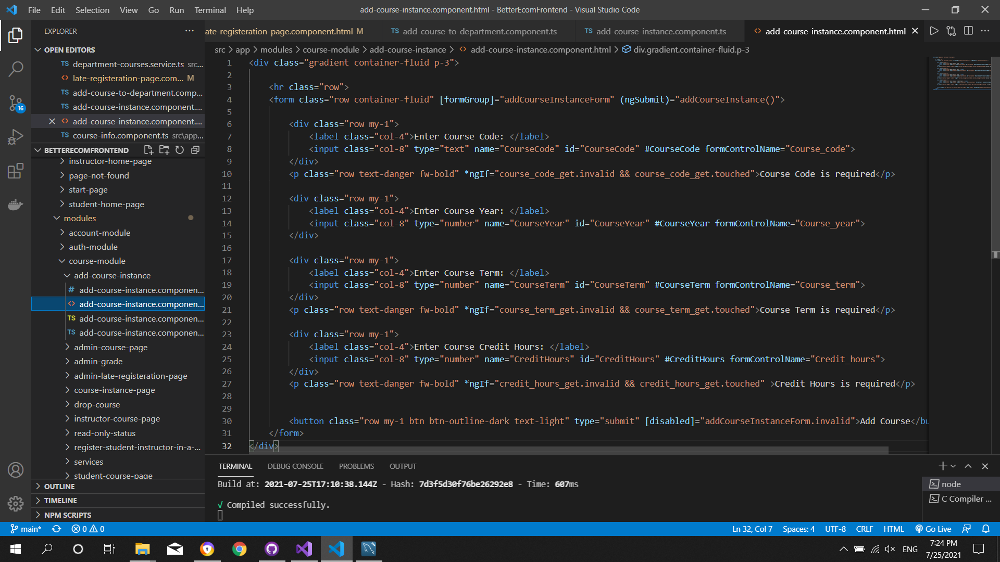 File Edit Selection View Go Run Terminal Help
add-course-instance.component.html - BetterEcomFrontend - Visual Studio Code
EXPLORER
OPEN EDITORS
department-courses.service.ts src...
late-registeration-page.com... M
add-course-to-department.comp...
add-course-instance.component....
add-course-instance.component....
course-info.component.ts src\app...
BETTERECOMFRONTEND
instructor-home-page
page-not-found
start-page
student-home-page
modules
account-module
auth-module
course-module
add-course-instance
add-course-instance.componen...
add-course-instance.componen...
add-course-instance.componen...
add-course-instance.componen...
admin-course-page
admin-grade
admin-late-registeration-page
course-instance-page
drop-course
instructor-course-page
read-only-status
register-student-instructor-in-a-...
services
student-course-page
OUTLINE
TIMELINE
NPM SCRIPTS
16
ate-registeration-page.component.html M
TS add-course-to-department.component.ts
TS add-course-instance.component.ts
add-course-instance.component.html
src > app > modules > course-module > add-course-instance > add-course-instance.component.html > div.gradient.container-fluid.p-3
1 <div class="gradient container-fluid p-3">
2
3 <hr class="row">
4 <form class="row container-fluid" [formGroup]="addCourseInstanceForm" (ngSubmit)="addCourseInstance()">
5
6 <div class="row my-1">
7 <label class="col-4">Enter Course Code: </label>
8 <input class="col-8" type="text" name="CourseCode" id="CourseCode" #CourseCode formControlName="Course_code">
9 </div>
10 <p class="row text-danger fw-bold" *ngIf="course_code_get.invalid && course_code_get.touched">Course Code is required</p>
11
12 <div class="row my-1">
13 <label class="col-4">Enter Course Year: </label>
14 <input class="col-8" type="number" name="CourseYear" id="CourseYear" #CourseYear formControlName="Course_year">
15 </div>
16
17 <div class="row my-1">
18 <label class="col-4">Enter Course Term: </label>
19 <input class="col-8" type="number" name="CourseTerm" id="CourseTerm" #CourseTerm formControlName="Course_term">
20 </div>
21 <p class="row text-danger fw-bold" *ngIf="course_term_get.invalid && course_term_get.touched">Course Term is required</p>
22
23 <div class="row my-1">
24 <label class="col-4">Enter Course Credit Hours: </label>
25 <input class="col-8" type="number" name="CreditHours" id="CreditHours" #CreditHours formControlName="Credit_hours">
26 </div>
27 <p class="row text-danger fw-bold" *ngIf="credit_hours_get.invalid && credit_hours_get.touched" >Credit Hours is required</p>
28
29
30 <button class="row my-1 btn btn-outline-dark text-light" type="submit" [disabled]="addCourseInstanceForm.invalid">Add Course</bu
31 </form>
32 </div>
TERMINAL DEBUG CONSOLE PROBLEMS OUTPUT
Build at: 2021-07-25T17:10:38.144Z - Hash: 7d3f5d30f76be26292e8 - Time: 607ms
√ Compiled successfully.
node
C Compiler ...
main* 0 0
Ln 32, Col 7 Spaces: 4 UTF-8 CRLF HTML Go Live
ENG
7:24 PM
7/25/2021